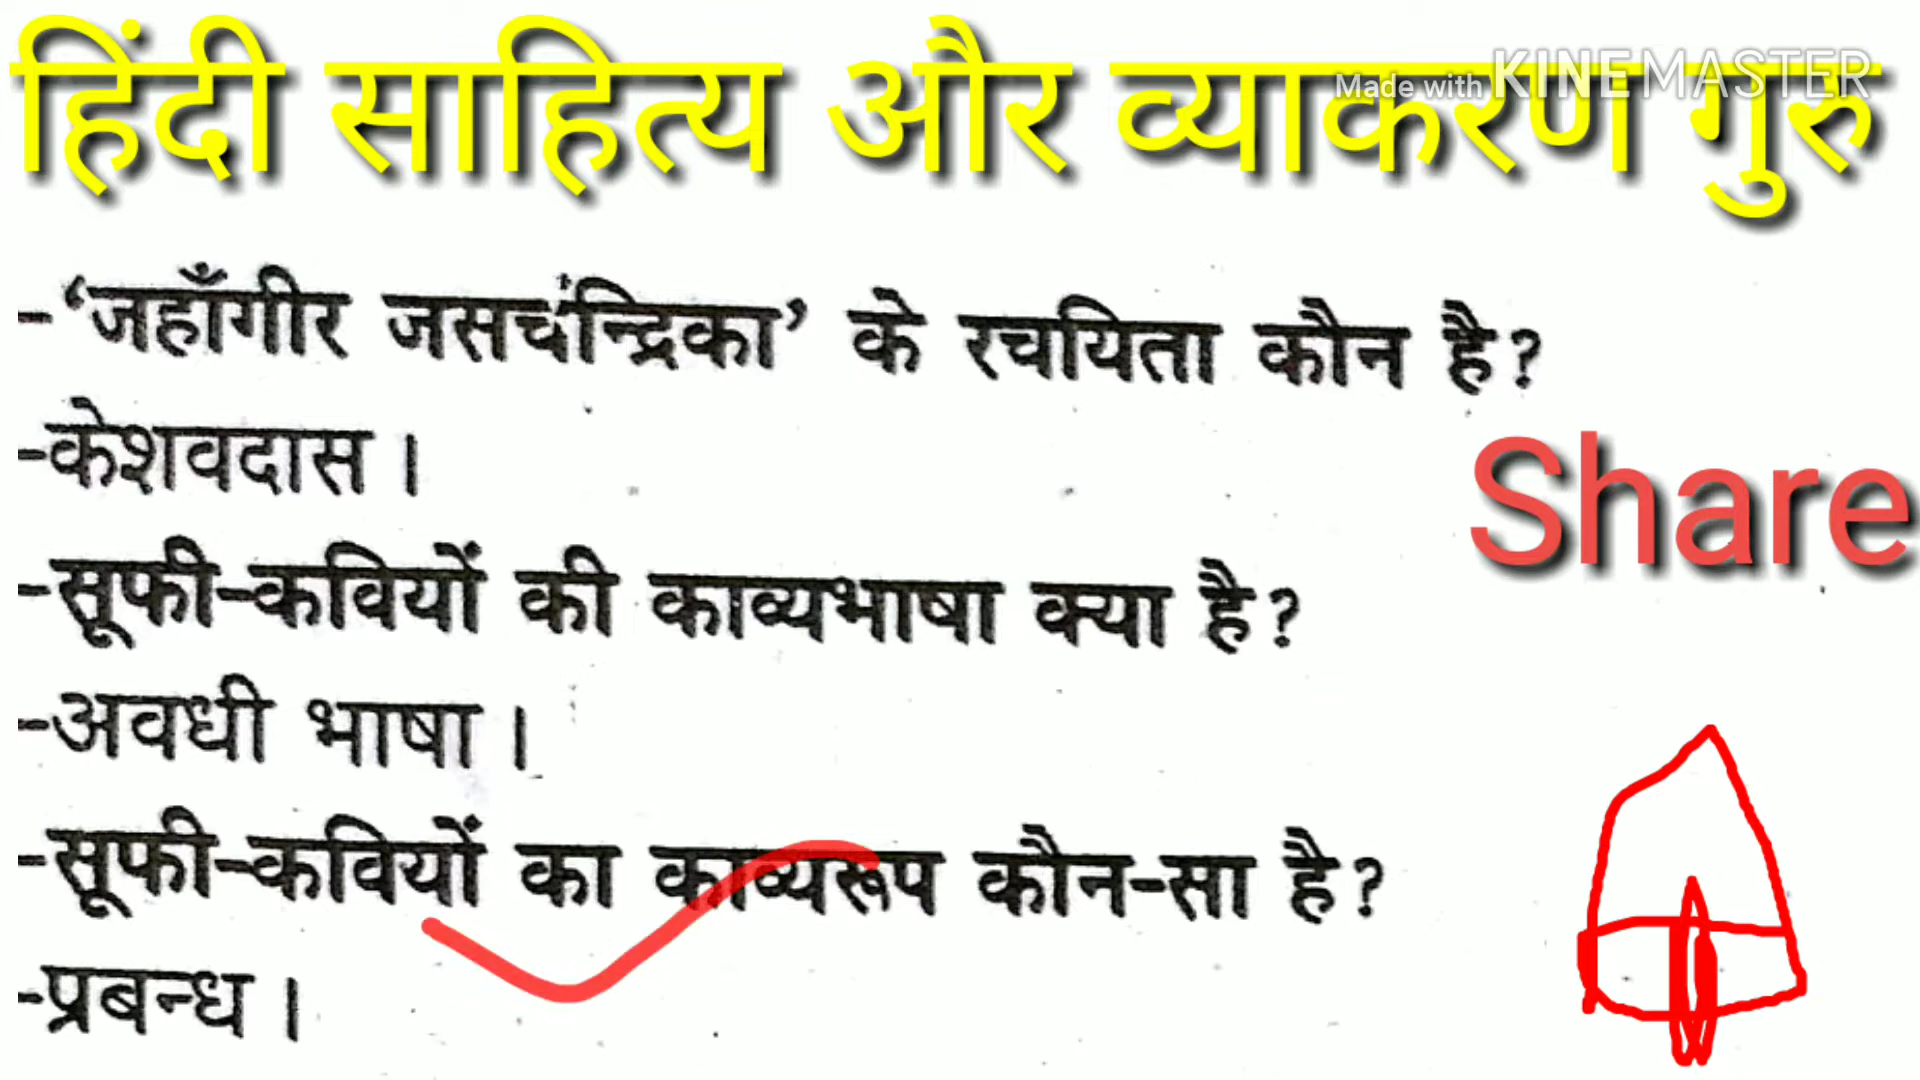 हिंदी साहित्य और व्याकरण गुरु
Made with KINEMASTER
-‘जहाँगीर जसचंन्द्रिका’ के रचयिता कौन है?
-केशवदास।
Share
-सूफी-कवियों की काव्यभाषा क्या है?
-अवधी भाषा।
-सूफी-कवियों का काव्यरूप कौन-सा है?
-प्रबन्ध।